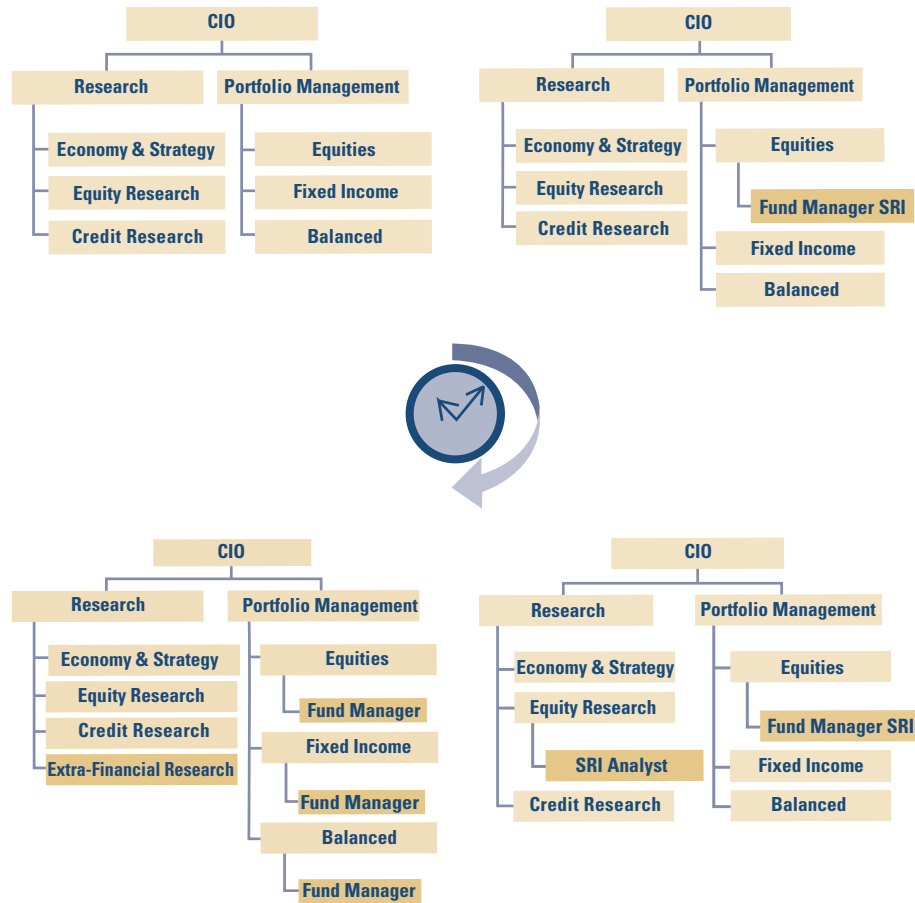 CIO
Research
Portfolio Management
Economy & Strategy
Equity Research
Credit Research
Equities
Fixed Income
Balanced
CIO
Research
Portfolio Management
Economy & Strategy
Equity Research
Credit Research
Equities
Fund Manager SRI
Fixed Income
Balanced
CIO
Research
Portfolio Management
Economy & Strategy
Equity Research
Credit Research
Extra-Financial Research
Equities
Fund Manager
Fixed Income
Fund Manager
Balanced
Fund Manager
CIO
Research
Portfolio Management
Economy & Strategy
Equity Research
SRI Analyst
Credit Research
Equities
Fund Manager SRI
Fixed Income
Balanced